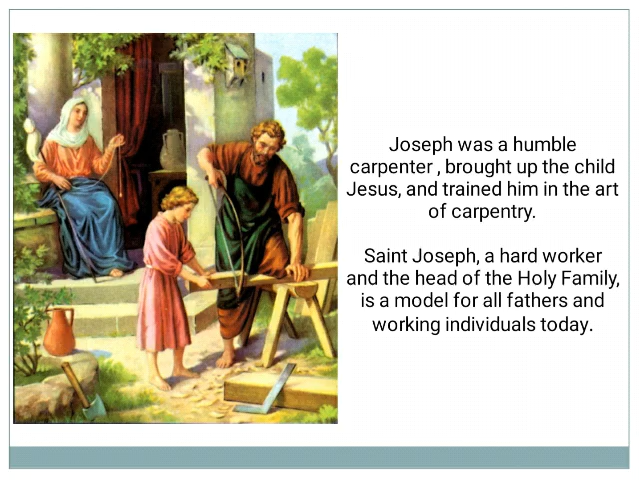 Joseph was a humble
carpenter , brought up the child
Jesus, and trained him in the art
of carpentry.
Saint Joseph, a hard worker
and the head of the Holy Family,
is a model for all fathers and
working individuals today.